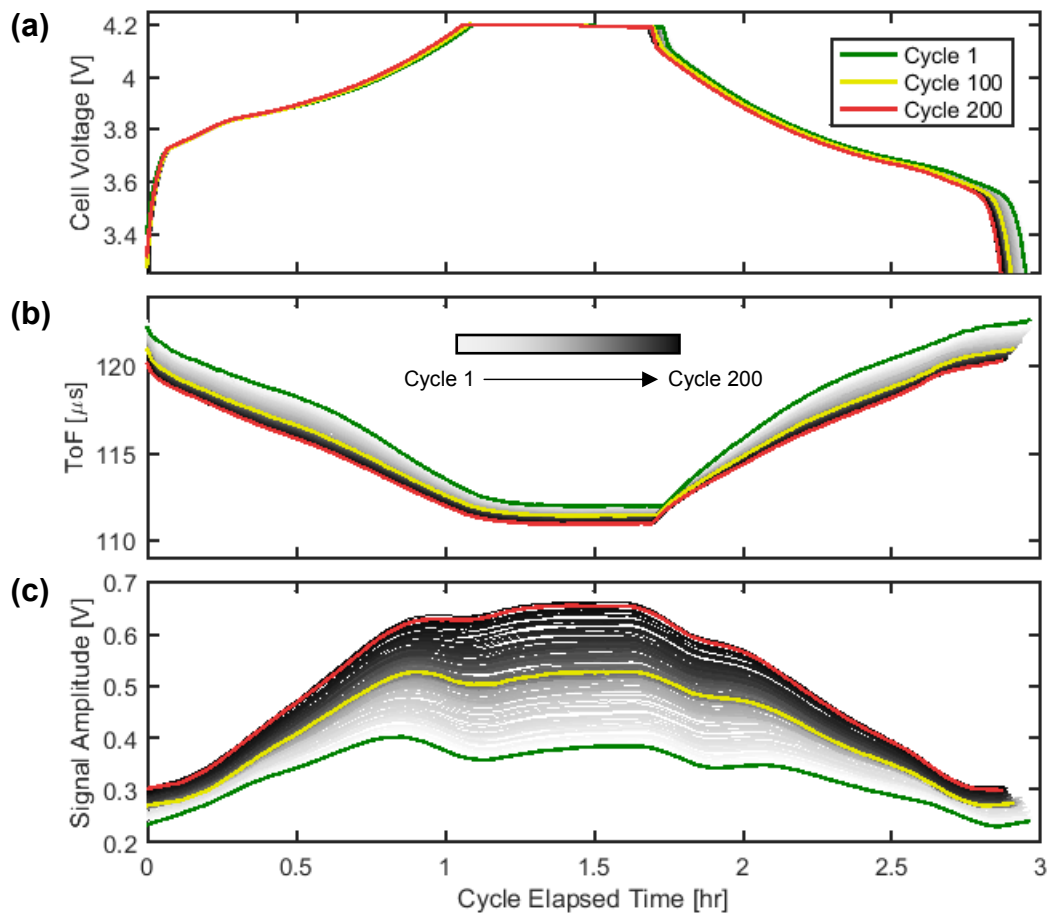 (a)
Cell Voltage [V]
4.2
4
3.8
3.6
3.4
Cycle 1
Cycle 100
Cycle 200
(b)
ToF [μs]
120
115
110
Cycle 1
Cycle 200
(c)
Signal Amplitude [V]
0.7
0.6
0.5
0.4
0.3
0.2
0 0.5 1 1.5 2 2.5 3
Cycle Elapsed Time [hr]